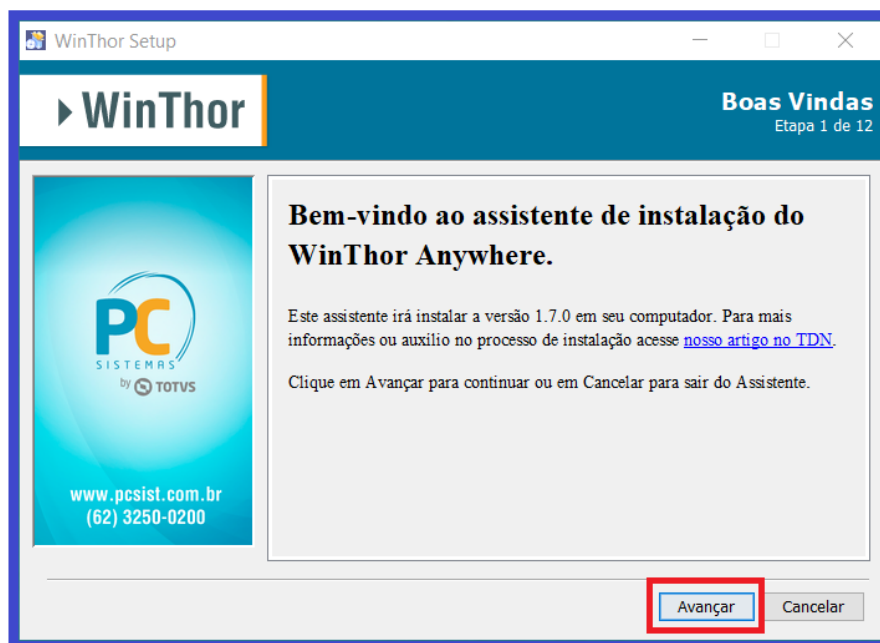 WinThor Setup
WinThor
Boas Vindas
Etapa 1 de 12
PC
SISTEMAS
by TOTVS
www.pcsist.com.br
(62) 3250-0200
Bem-vindo ao assistente de instalação do
WinThor Anywhere.
Este assistente irá instalar a versão 1.7.0 em seu computador. Para mais
informações ou auxílio no processo de instalação acesse nosso artigo no TDN.
Clique em Avançar para continuar ou em Cancelar para sair do Assistente.
Avançar Cancelar